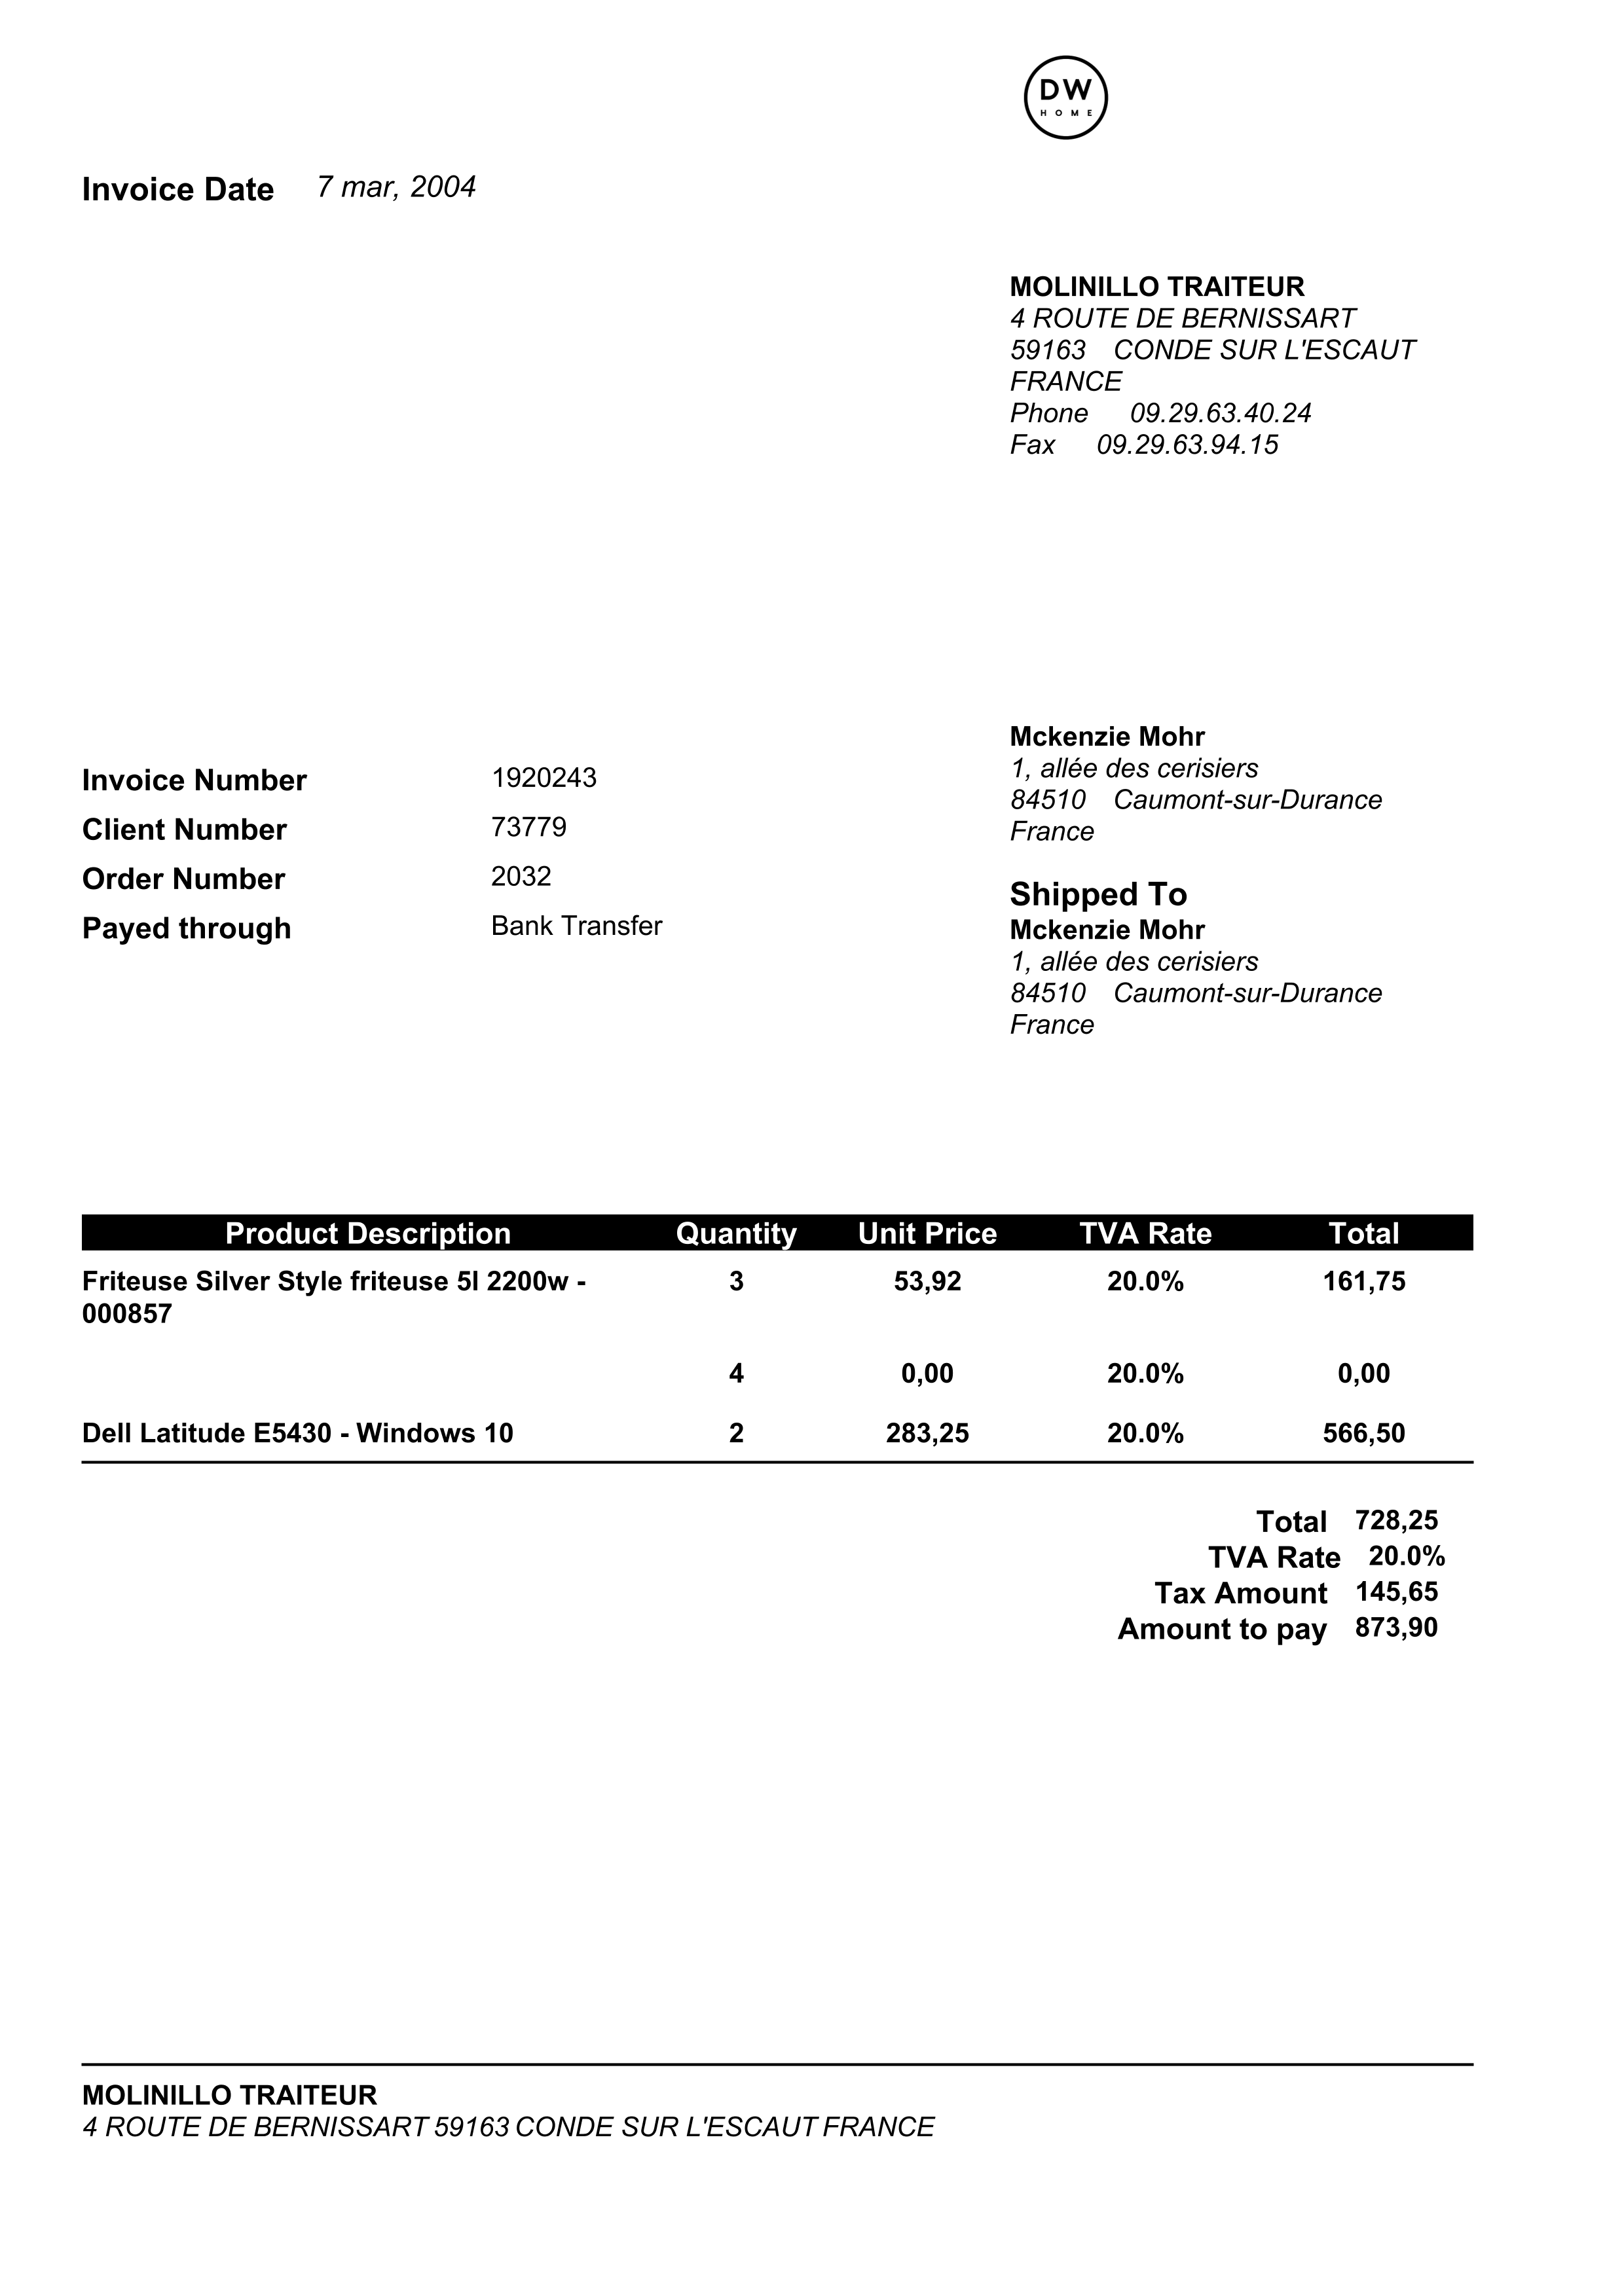 DW
HOME
Invoice Date 7 mar, 2004
MOLINILLO TRAITEUR
4 ROUTE DE BERNISSART
59163 CONDE SUR L'ESCAUT
FRANCE
Phone 09.29.63.40.24
Fax 09.29.63.94.15
Mckenzie Mohr
1, allée des cerisiers
84510 Caumont-sur-Durance
France
Invoice Number 1920243
Client Number 73779
Order Number 2032
Payed through Bank Transfer
Shipped To
Mckenzie Mohr
1, allée des cerisiers
84510 Caumont-sur-Durance
France
Product Description Quantity Unit Price TVA Rate Total
Friteuse Silver Style friteuse 5l 2200w - 3 53,92 20.0% 161,75
000857
4 0,00 20.0% 0,00
Dell Latitude E5430 - Windows 10 2 283,25 20.0% 566,50
Total 728,25
TVA Rate 20.0%
Tax Amount 145,65
Amount to pay 873,90
MOLINILLO TRAITEUR
4 ROUTE DE BERNISSART 59163 CONDE SUR L'ESCAUT FRANCE